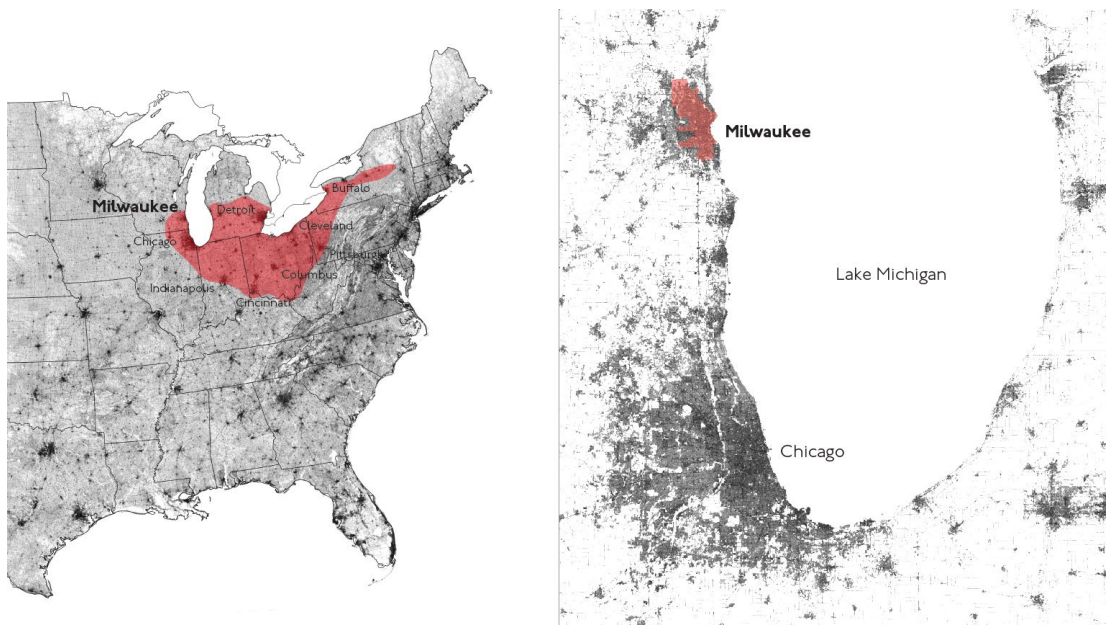 Buffalo
Milwaukee
Detroit
Cleveland
Chicago
Pittsburgh
Columbus
Indianapolis
Cincinnati
Milwaukee
Lake Michigan
Chicago